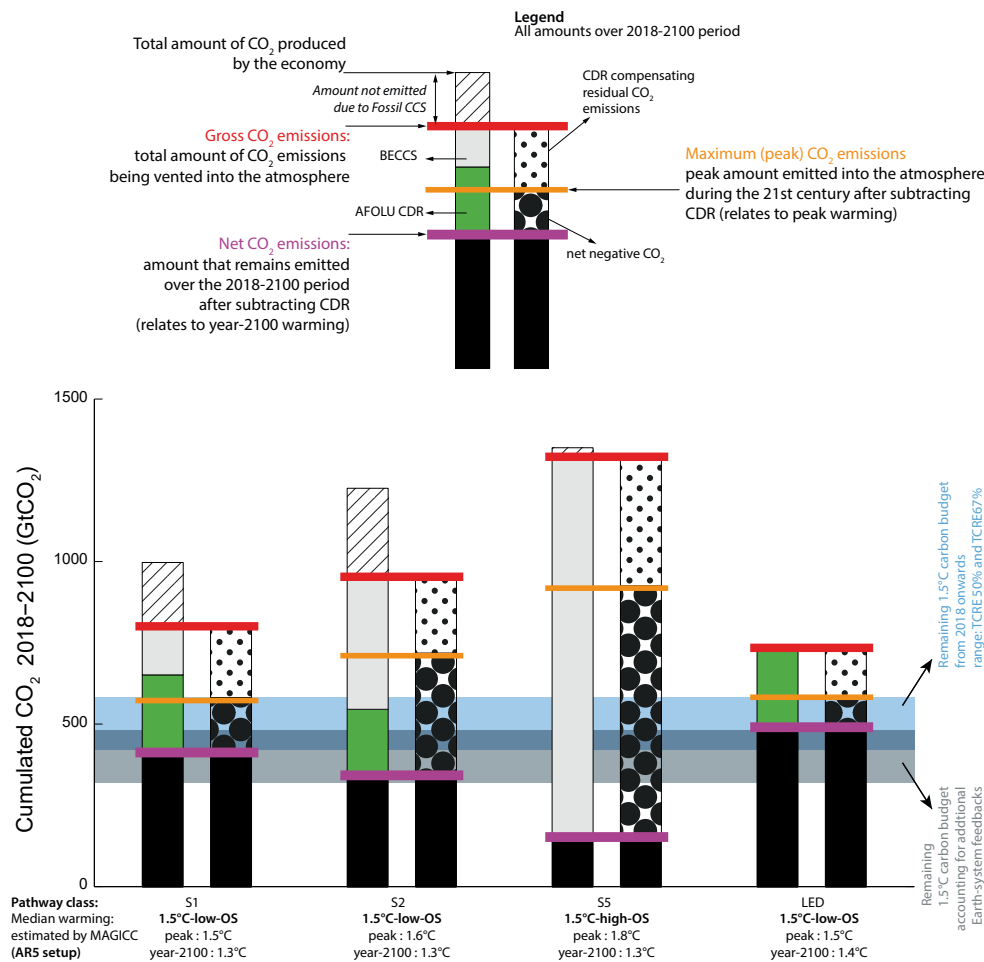 Legend
All amounts over 2018-2100 period
Total amount of CO2 produced
by the economy
Amount not emitted
due to Fossil CCS
CDR compensating
residual CO2
emissions
Gross CO2 emissions:
total amount of CO2 emissions
being vented into the atmosphere
BECCS
AFOLU CDR
Maximum (peak) CO2 emissions
peak amount emitted into the atmosphere
during the 21st century after subtracting
CDR (relates to peak warming)
Net CO2 emissions:
amount that remains emitted
over the 2018-2100 period
after subtracting CDR
(relates to year-2100 warming)
net negative CO2
Cumulated CO2 2018−2100 (GtCO2)
1500
1000
500
0
Remaining 1.5°C carbon budget
from 2018 onwards
range: TCRE 50% and TCRE67%
Remaining
1.5°C carbon budget
accounting for addtional
Earth-system feedbacks
Pathway class: S1 S2 S5 LED
Median warming: 1.5°C-low-OS 1.5°C-low-OS 1.5°C-high-OS 1.5°C-low-OS
estimated by MAGICC peak : 1.5°C peak : 1.6°C peak : 1.8°C peak : 1.5°C
(AR5 setup) year-2100 : 1.3°C year-2100 : 1.3°C year-2100 : 1.3°C year-2100 : 1.4°C